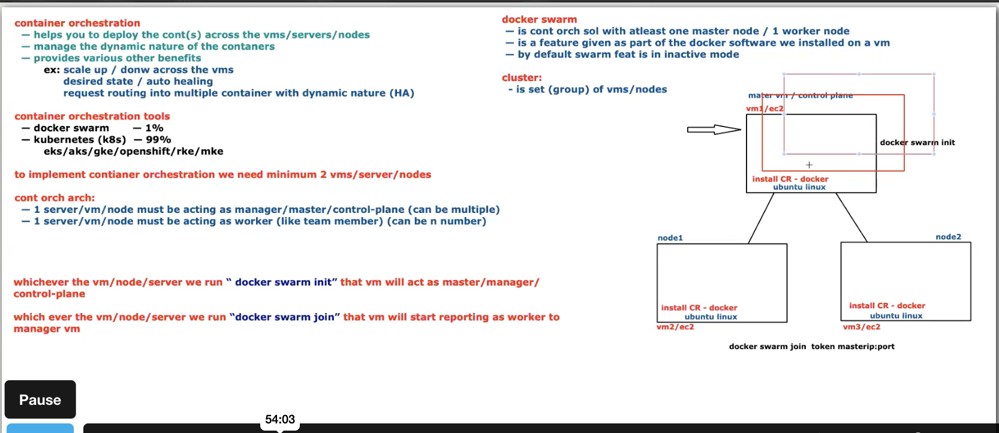 container orchestration
— helps you to deploy the cont(s) across the vms/servers/nodes
— manage the dynamic nature of the contaners
— provides various other benefits
ex: scale up / donw across the vms
desired state / auto healing
request routing into multiple container with dynamic nature (HA)
container orchestration tools
— docker swarm — 1%
— kubernetes (k8s) — 99%
eks/aks/gke/openshift/rke/mke
to implement contianer orchestration we need minimum 2 vms/server/nodes
cont orch arch:
— 1 server/vm/node must be acting as manager/master/control-plane (can be multiple)
— 1 server/vm/node must be acting as worker (like team member) (can be n number)
whichever the vm/node/server we run “ docker swarm init” that vm will act as master/manager/
control-plane
which ever the vm/node/server we run “docker swarm join” that vm will start reporting as worker to
manager vm
docker swarm
— is cont orch sol with atleast one master node / 1 worker node
— is a feature given as part of the docker software we installed on a vm
— by default swarm feat is in inactive mode
cluster:
- is set (group) of vms/nodes
mater vm / control plane
vm1/ec2
docker swarm init
install CR - docker
ubuntu linux
node1
node2
install CR - docker
ubuntu linux
vm2/ec2
install CR - docker
ubuntu linux
vm3/ec2
docker swarm join token masterip:port
Pause
54:03